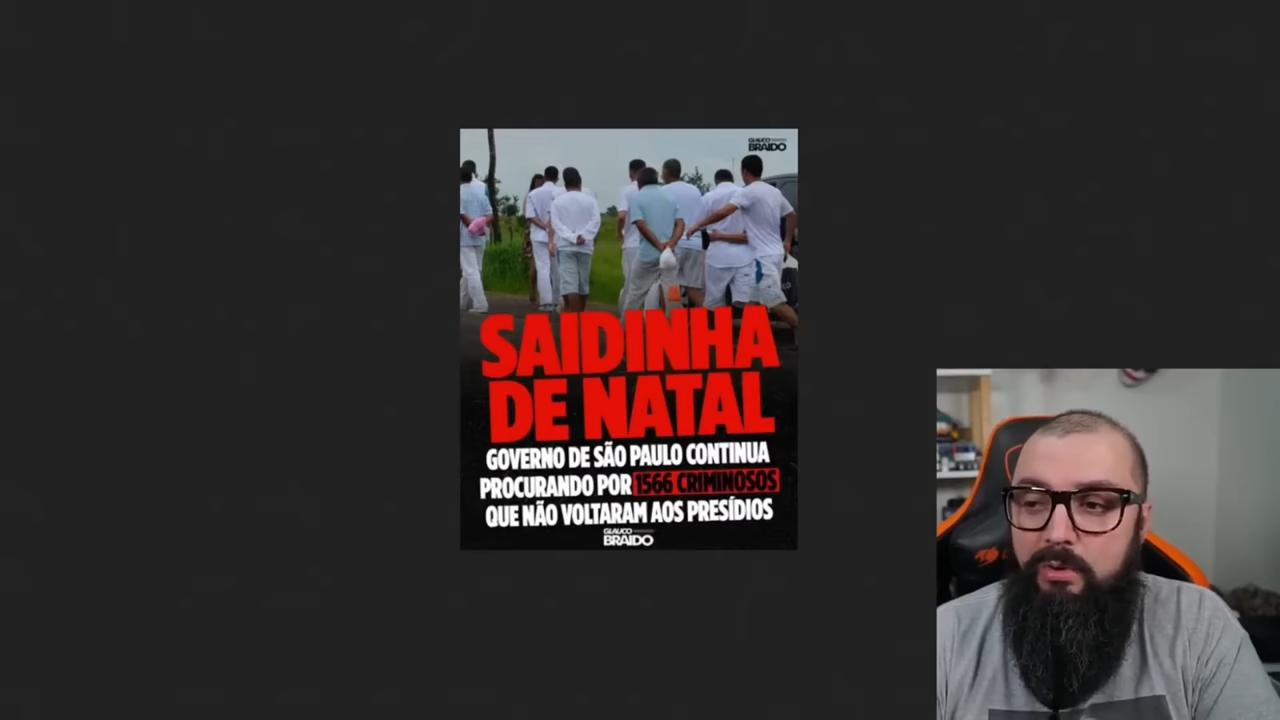 GLAUCO
BRAIDO
SAIDINHA
DE NATAL
GOVERNO DE SÃO PAULO CONTINUA
PROCURANDO POR 1566 CRIMINOSOS
QUE NÃO VOLTARAM AOS PRESÍDIOS
GLAUCO
BRAIDO